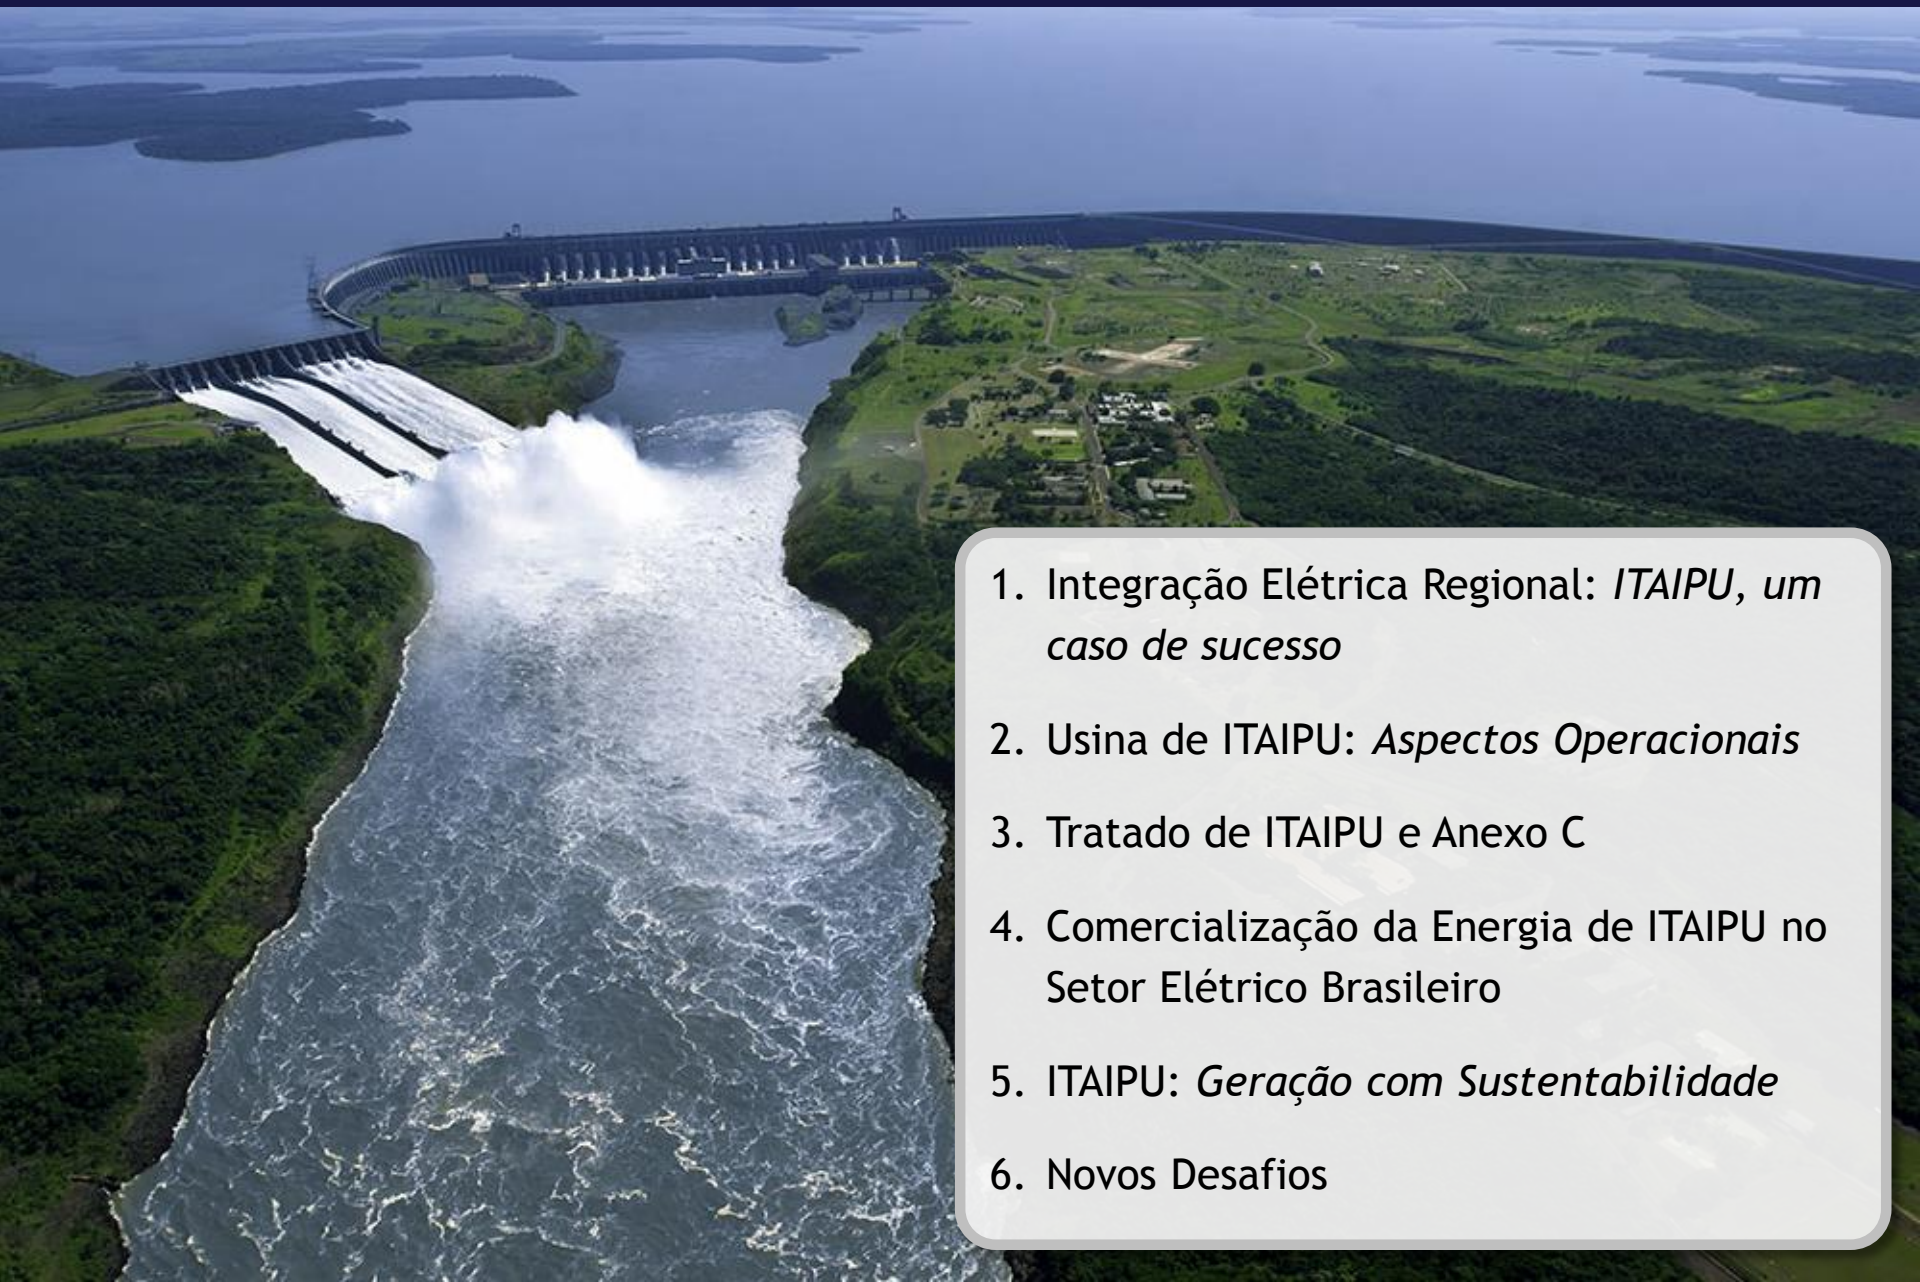 1. Integração Elétrica Regional: ITAIPU, um
caso de sucesso
2. Usina de ITAIPU: Aspectos Operacionais
3. Tratado de ITAIPU e Anexo C
4. Comercialização da Energia de ITAIPU no
Setor Elétrico Brasileiro
5. ITAIPU: Geração com Sustentabilidade
6. Novos Desafios